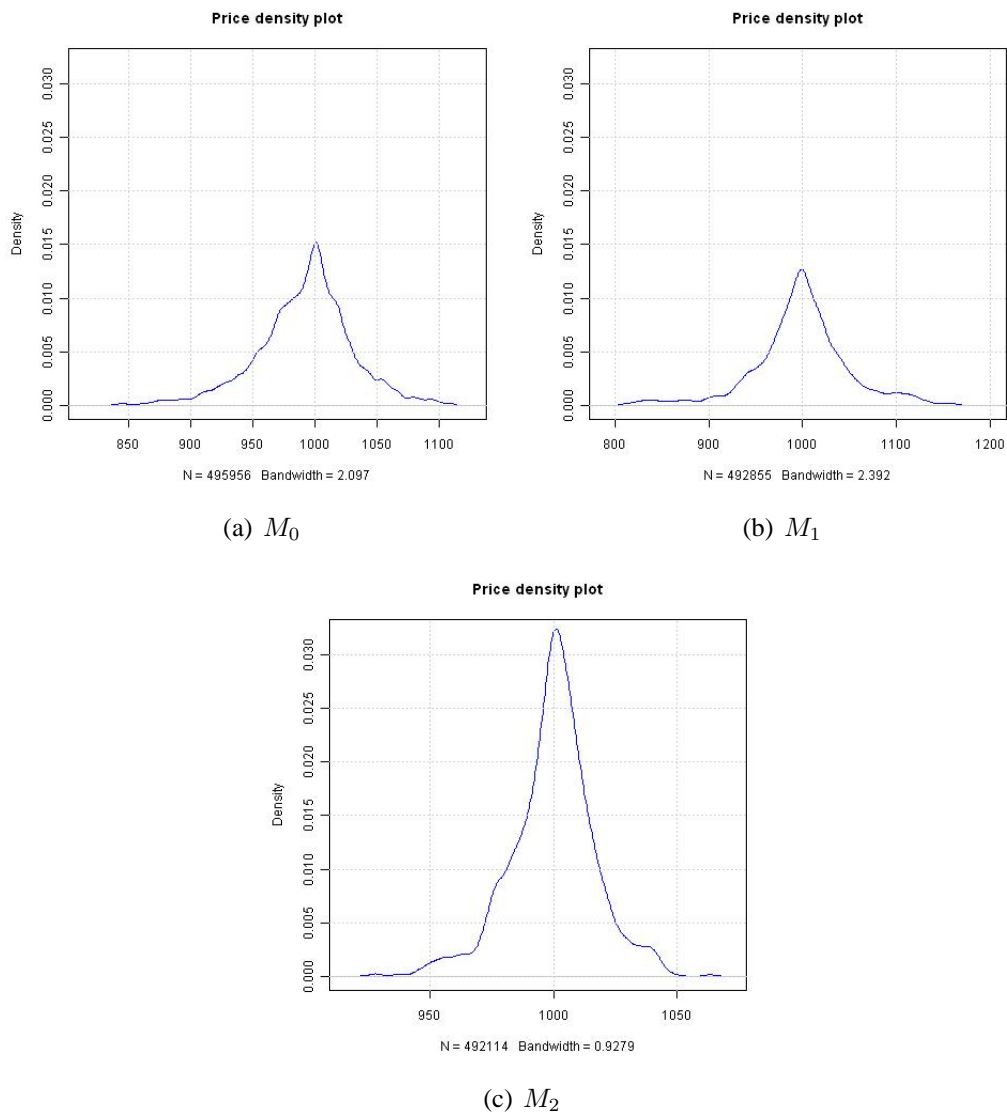 Price density plot
Density
0.000 0.005 0.010 0.015 0.020 0.025 0.030
850 900 950 1000 1050 1100
N = 495956 Bandwidth = 2.097
(a) M0
Price density plot
Density
0.000 0.005 0.010 0.015 0.020 0.025 0.030
800 900 1000 1100 1200
N = 492855 Bandwidth = 2.392
(b) M1
Price density plot
Density
0.000 0.005 0.010 0.015 0.020 0.025 0.030
950 1000 1050
N = 492114 Bandwidth = 0.9279
(c) M2